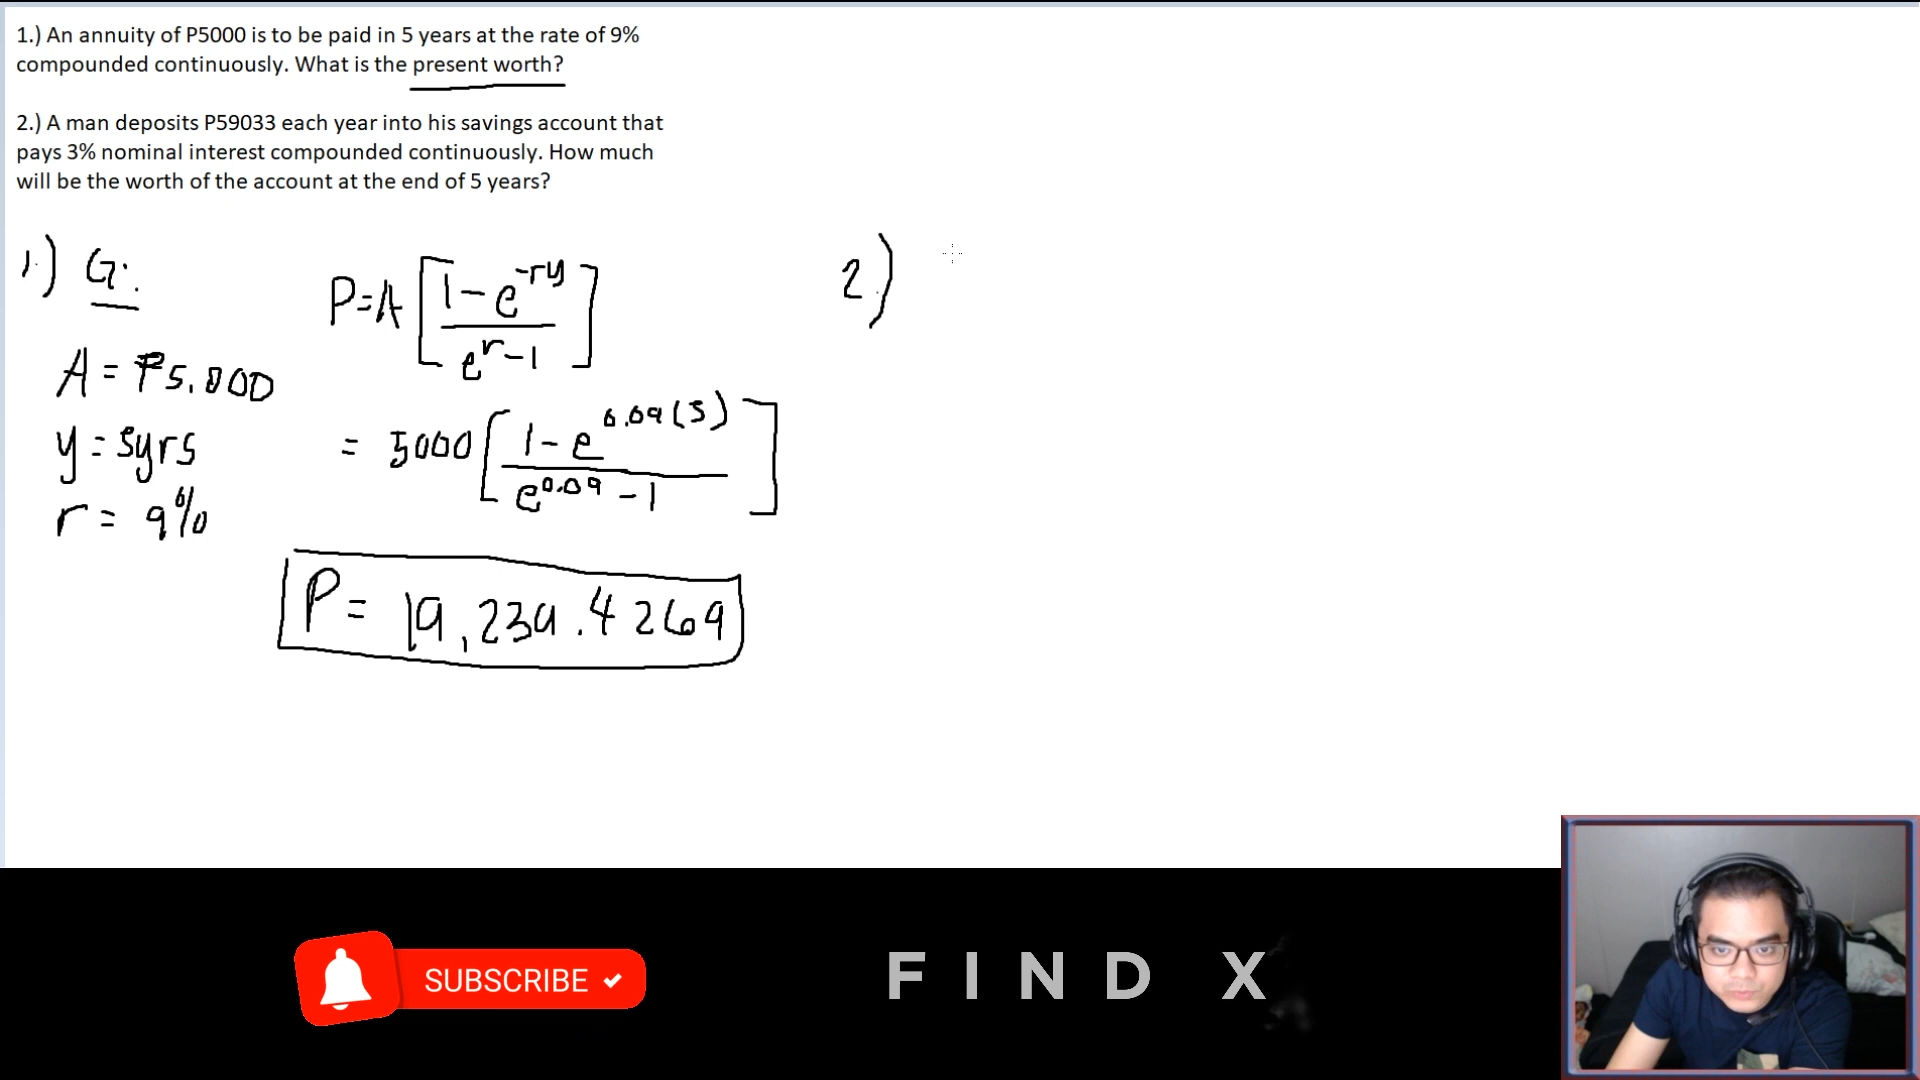 1.) An annuity of P5000 is to be paid in 5 years at the rate of 9%
compounded continuously. What is the present worth?
2.) A man deposits P59033 each year into his savings account that
pays 3% nominal interest compounded continuously. How much
will be the worth of the account at the end of 5 years?
1.) G:
A = ₱5,000
y = 5yrs
r = 9%
P=A[1-e^-ry / e^r-1]
= 5000[1-e^0.09(5) / e^0.09 -1]
P= 19,239.4269
2.)
SUBSCRIBE
FIND X